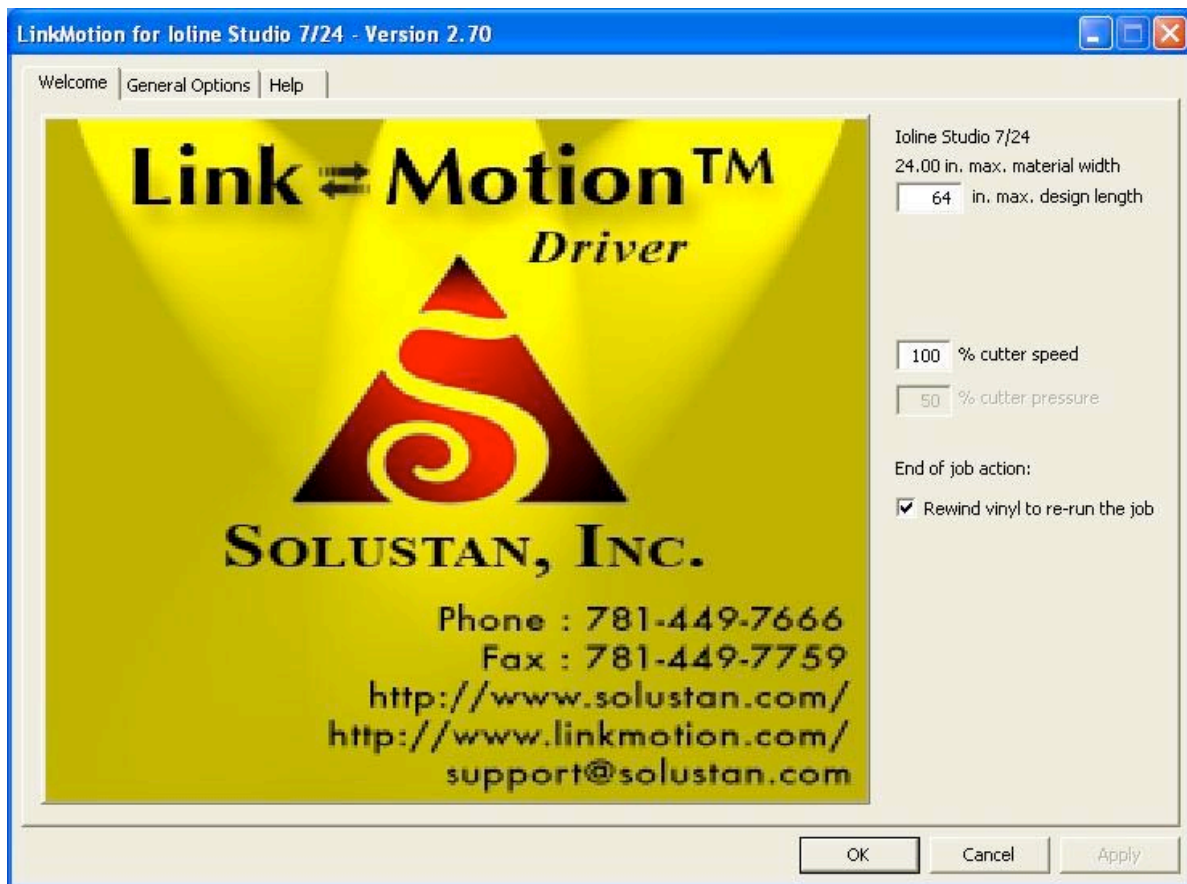 LinkMotion for Ioline Studio 7/24 - Version 2.70
Welcome
General Options
Help
Link ⇄ Motion™
Driver
SOLUSTAN, INC.
Phone : 781-449-7666
Fax : 781-449-7759
http://www.solustan.com/
http://www.linkmotion.com/
support@solustan.com
Ioline Studio 7/24
24.00 in. max. material width
64 in. max. design length
100 % cutter speed
50 % cutter pressure
End of job action:
Rewind vinyl to re-run the job
OK
Cancel
Apply